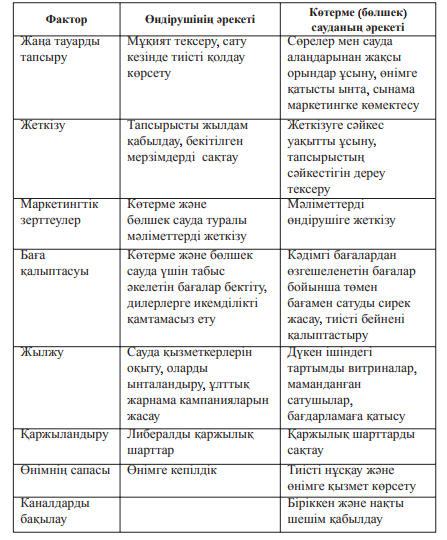 Фактор
Өндірушінің әрекеті
Көтерме (бөлшек)
сауданың әрекеті
Жаңа тауарды
тапсыру
Мұқият тексеру, сату
кезінде тиісті қолдау
көрсету
Сөрелер мен сауда
алаңдарынан жақсы
орындар ұсыну, өнімге
қатысты ынта, сынама
маркетингке көмектесу
Жеткізу
Тапсырысты жылдам
қабылдау, бекітілген
мерзімдерді сақтау
Жеткізуге сәйкес
уақытты ұсыну,
тапсырыстың
сәйкестігін дереу
тексеру
Маркетингтік
зерттеулер
Көтерме және
бөлшек сауда туралы
мәліметтерді жеткізу
Мәліметтерді
өндірушіге жеткізу
Баға
қалыптасуы
Көтерме және бөлшек
сауда үшін табыс
әкелетін бағалар бектіту,
дилерлерге икемділікті
қамтамасыз ету
Кәдімгі бағалардан
өзгешеленетін бағалар
бойынша төмен
бағамен сатуды сирек
жасау, тиісті бейнені
қалыптастыру
Жылжу
Сауда қызметкерлерін
оқыту, оларды
ынталандыру, ұлттық
жарнама кампанияларын
жасау
Дүкен ішіндегі
тартымды витриналар,
маманданған
сатушылар,
бағдарламаға қатысу
Қаржыландыру
Либералды қаржылық
шарттар
Қаржылық шарттарды
сақтау
Өнімнің сапасы
Өнімге кепілдік
Тиісті нұсқау және
өнімге қызмет көрсету
Каналдарды
бақылау
Біріккен және нақты
шешім қабылдау